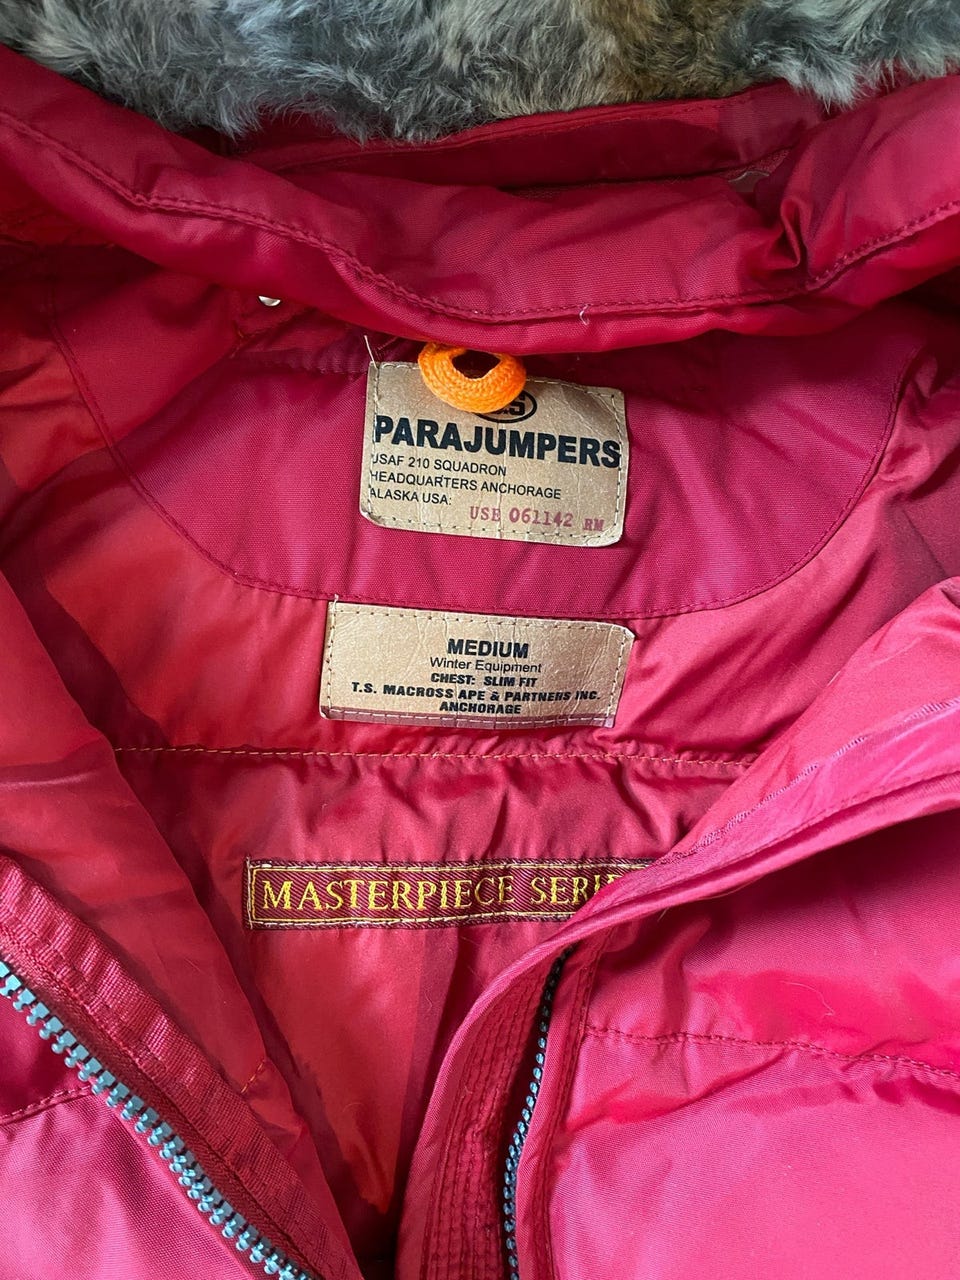 PARAJUMPERS
USAF 210 SQUADRON
HEADQUARTERS ANCHORAGE
ALASKA USA:
USE 061142 RM
MEDIUM
Winter Equipment
CHEST: SLIM FIT
T.S. MACROSS APE & PARTNERS INC.
ANCHORAGE
MASTERPIECE